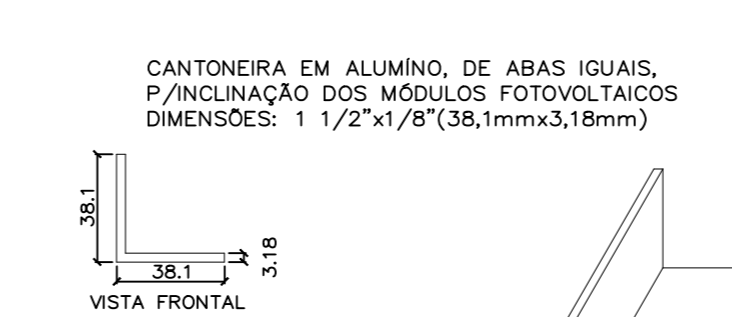 CANTONEIRA EM ALUMÍNO, DE ABAS IGUAIS,
P/INCLINAÇÃO DOS MÓDULOS FOTOVOLTAICOS
DIMENSÕES: 1 1/2"x1/8"(38,1mmx3,18mm)
38.1
38.1
3.18
VISTA FRONTAL